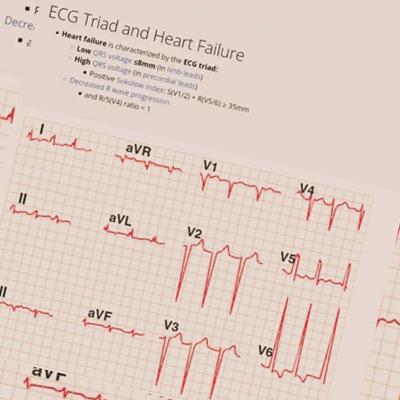 ECG Triad and Heart Failure
Heart failure is characterized by the ECG triad:
Low QRS voltage ≤8mm (in limb leads)
High QRS voltage (in precordial leads)
Positive Sokolow index: S(V1/2) + R(V5/6) ≥ 35mm
Decreased R wave progression
and R/S(V4) ratio < 1
Decre
I
aVR
V1
V4
II
aVL
V2
V5
II
aVF
V3
V6